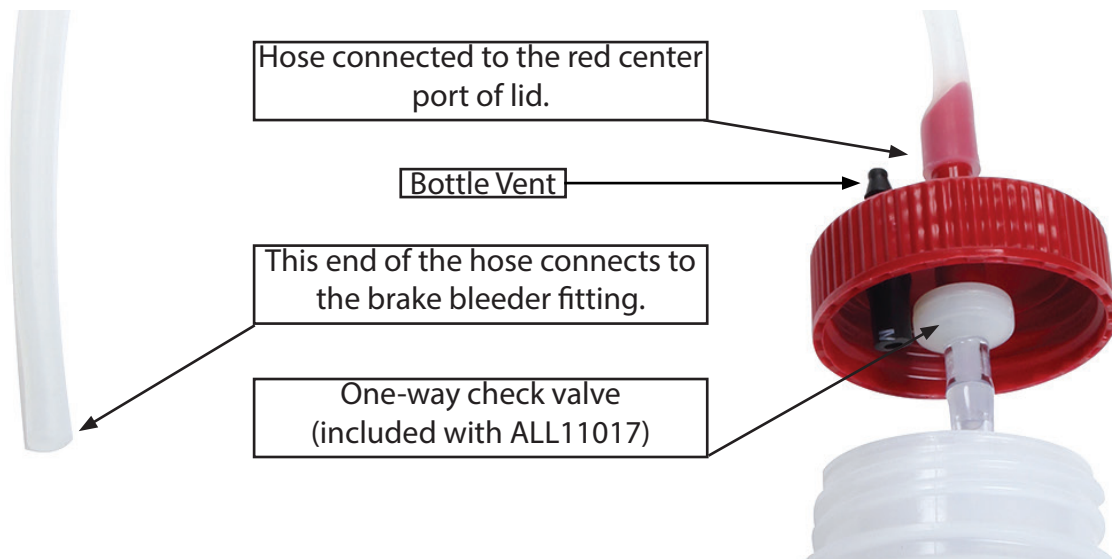 Hose connected to the red center
port of lid.
Bottle Vent
This end of the hose connects to
the brake bleeder fitting.
One-way check valve
(included with ALL11017)